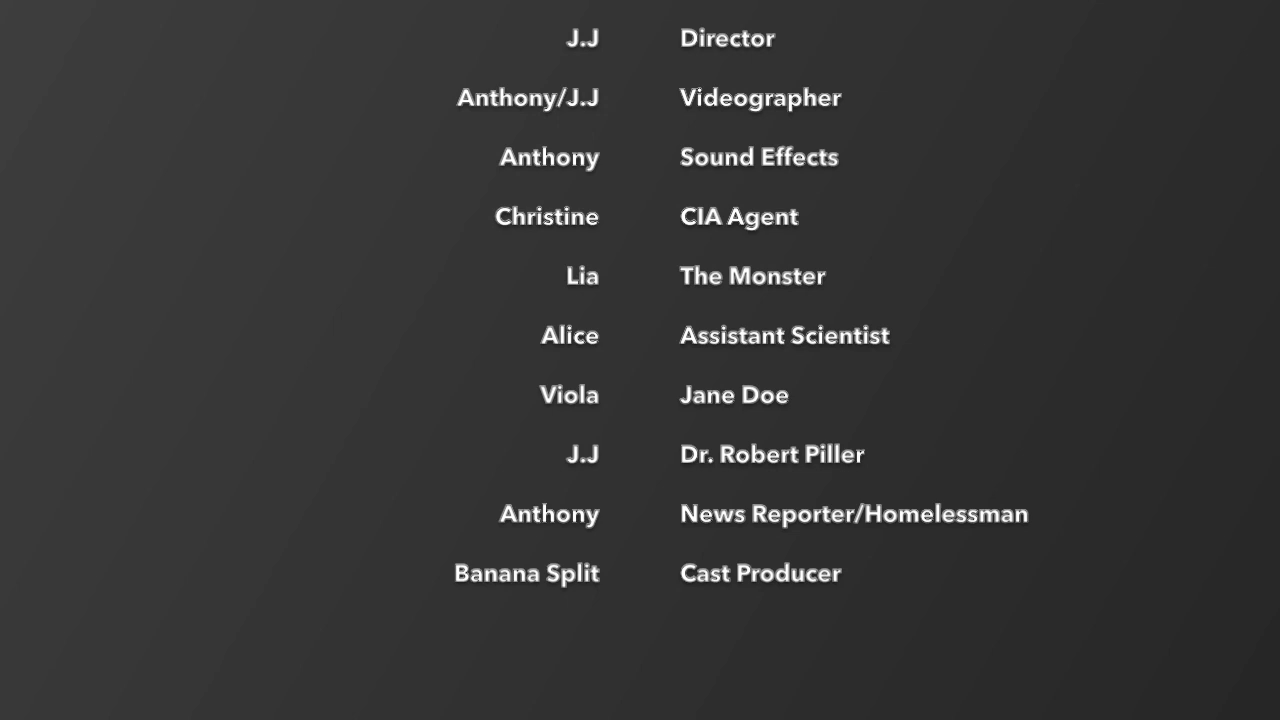 J.J Director
Anthony/J.J Videographer
Anthony Sound Effects
Christine CIA Agent
Lia The Monster
Alice Assistant Scientist
Viola Jane Doe
J.J Dr. Robert Piller
Anthony News Reporter/Homelessman
Banana Split Cast Producer